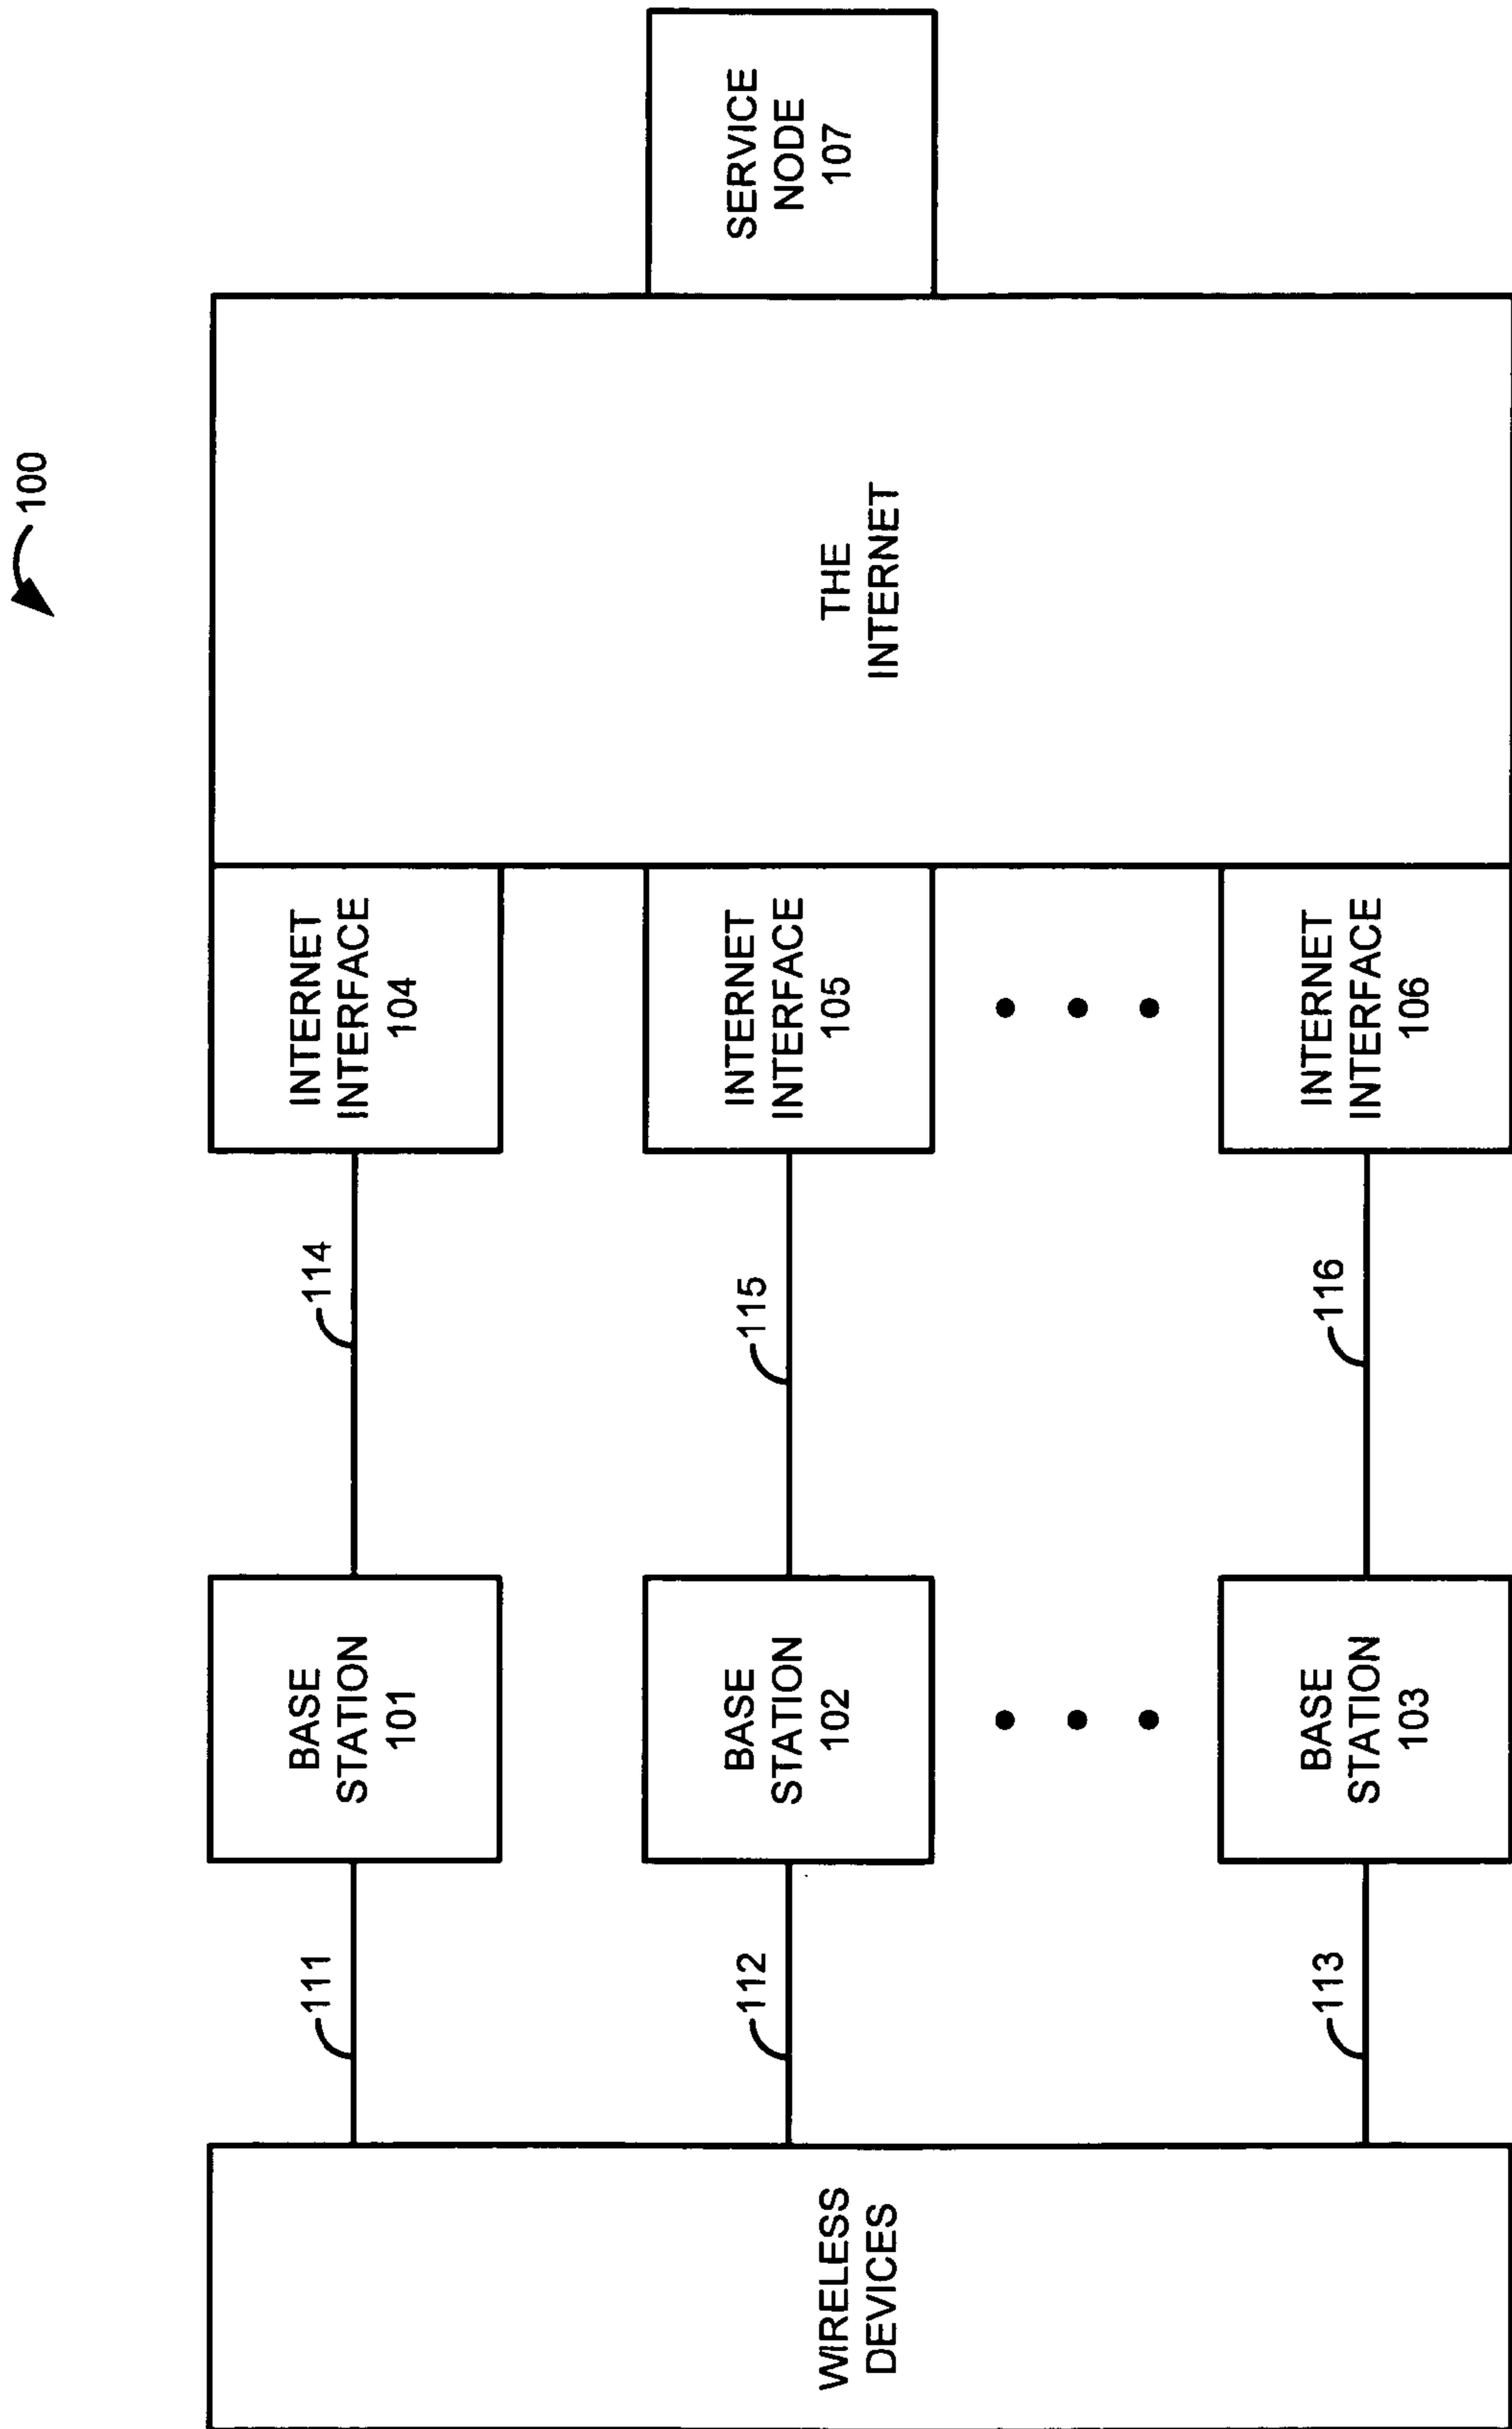 100
WIRELESS
DEVICES
111
BASE
STATION
101
114
INTERNET
INTERFACE
104
112
BASE
STATION
102
115
INTERNET
INTERFACE
105
113
BASE
STATION
103
116
INTERNET
INTERFACE
106
THE
INTERNET
SERVICE
NODE
107